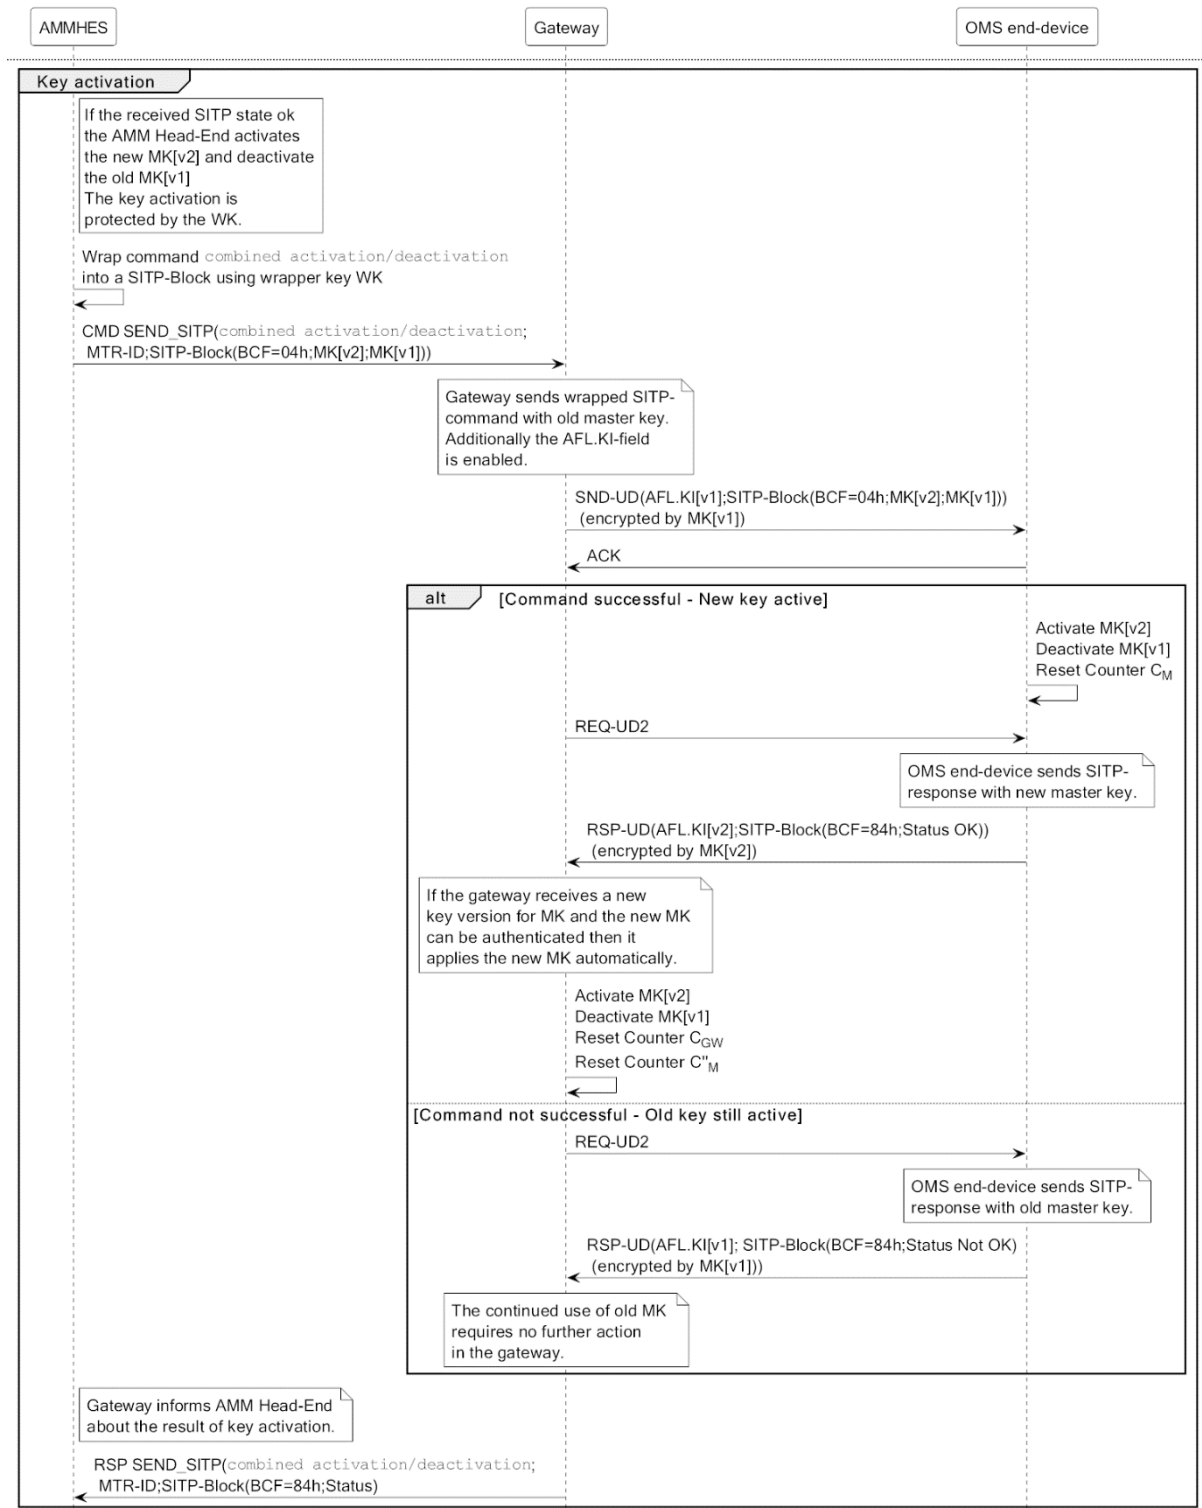 AMMHES
Gateway
OMS end-device
Key activation
If the received SITP state ok
the AMM Head-End activates
the new MK[v2] and deactivate
the old MK[v1]
The key activation is
protected by the WK.
Wrap command combined activation/deactivation
into a SITP-Block using wrapper key WK
CMD SEND_SITP(combined activation/deactivation;
MTR-ID;SITP-Block(BCF=04h;MK[v2];MK[v1]))
Gateway sends wrapped SITP-
command with old master key.
Additionally the AFL.KI-field
is enabled.
SND-UD(AFL.KI[v1];SITP-Block(BCF=04h;MK[v2];MK[v1]))
(encrypted by MK[v1])
ACK
alt
[Command successful - New key active]
Activate MK[v2]
Deactivate MK[v1]
Reset Counter CM
REQ-UD2
OMS end-device sends SITP-
response with new master key.
RSP-UD(AFL.KI[v2];SITP-Block(BCF=84h;Status OK))
(encrypted by MK[v2])
If the gateway receives a new
key version for MK and the new MK
can be authenticated then it
applies the new MK automatically.
Activate MK[v2]
Deactivate MK[v1]
Reset Counter CGW
Reset Counter C"M
[Command not successful - Old key still active]
REQ-UD2
OMS end-device sends SITP-
response with old master key.
RSP-UD(AFL.KI[v1]; SITP-Block(BCF=84h;Status Not OK)
(encrypted by MK[v1]))
The continued use of old MK
requires no further action
in the gateway.
Gateway informs AMM Head-End
about the result of key activation.
RSP SEND_SITP(combined activation/deactivation;
MTR-ID;SITP-Block(BCF=84h;Status)